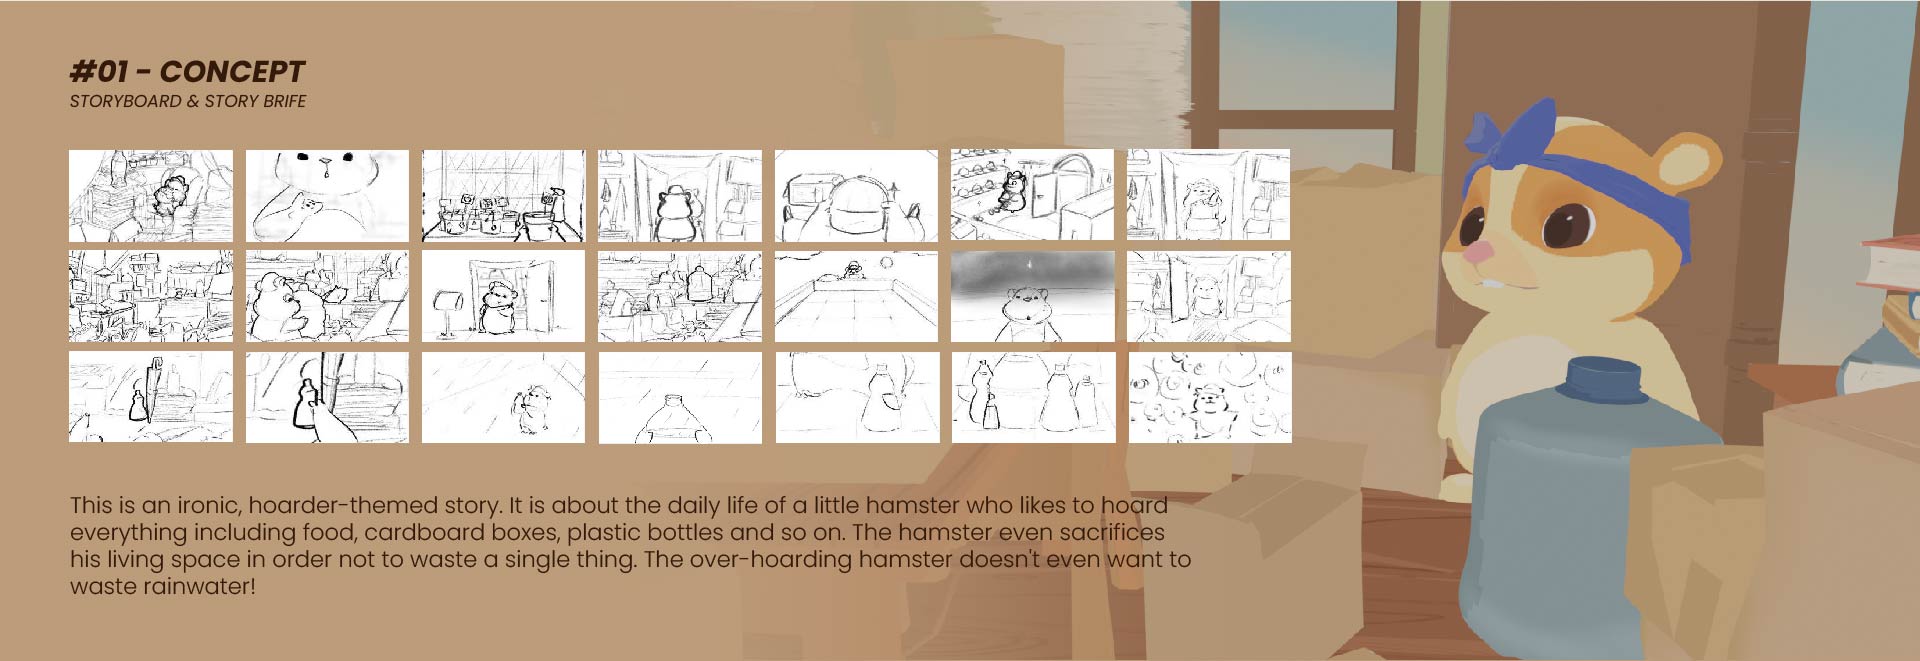 #01 - CONCEPT
STORYBOARD & STORY BRIFE
This is an ironic, hoarder-themed story. It is about the daily life of a little hamster who likes to hoard
everything including food, cardboard boxes, plastic bottles and so on. The hamster even sacrifices
his living space in order not to waste a single thing. The over-hoarding hamster doesn't even want to
waste rainwater!